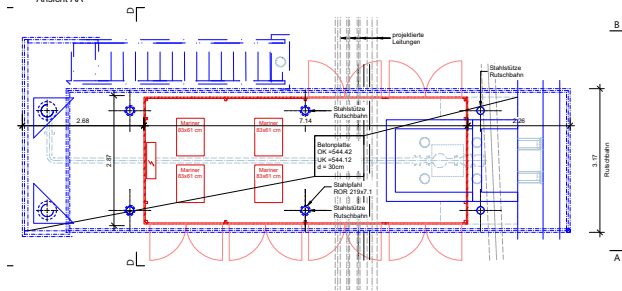 Ansicht AA
D
B
projektierte
Leitungen
Stahlstütze
Rutschbahn
Stahlstütze
Rutschbahn
2.68
7.14
2.26
Mariner
83x61 cm
Mariner
83x61 cm
Betonplatte:
OK =544.42
UK =544.12
d = 30cm
2.87
3.17
Rutschbahn
Mariner
83x61 cm
Mariner
83x61 cm
Stahlpfahl
ROR 219x7.1
Stahlstütze
Rutschbahn
D
A